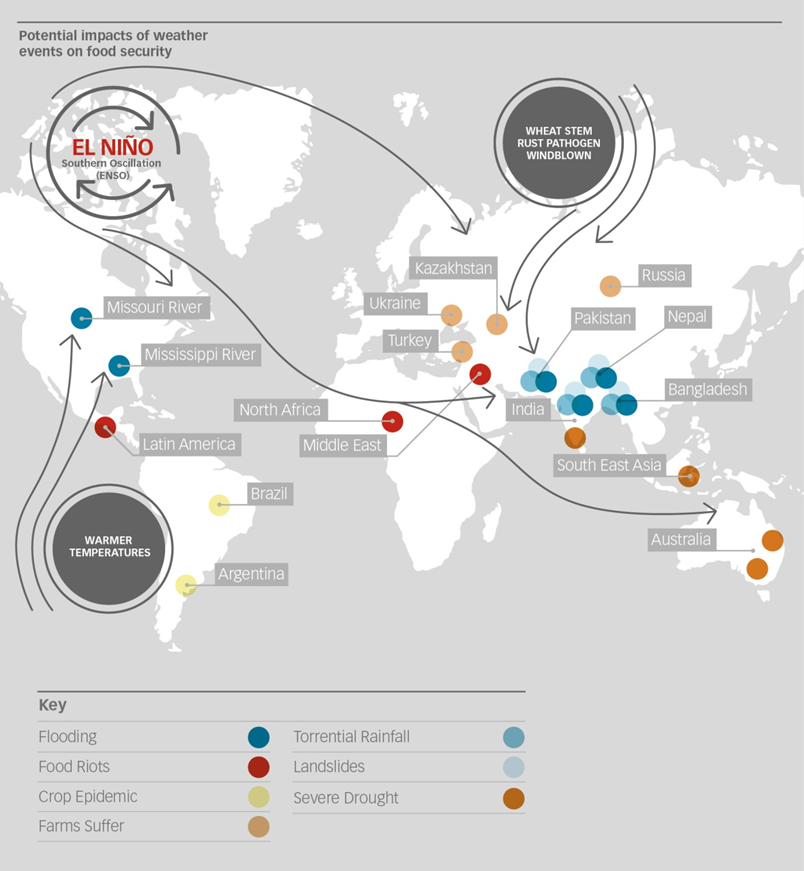 Potential impacts of weather
events on food security
EL NIÑO
Southern Oscillation
(ENSO)
WHEAT STEM
RUST PATHOGEN
WINDBLOWN
Kazakhstan
Russia
Missouri River
Ukraine
Pakistan
Nepal
Turkey
Mississippi River
Bangladesh
North Africa
India
Latin America
Middle East
South East Asia
Brazil
WARMER
TEMPERATURES
Australia
Argentina
Key
Flooding
Torrential Rainfall
Food Riots
Landslides
Crop Epidemic
Severe Drought
Farms Suffer